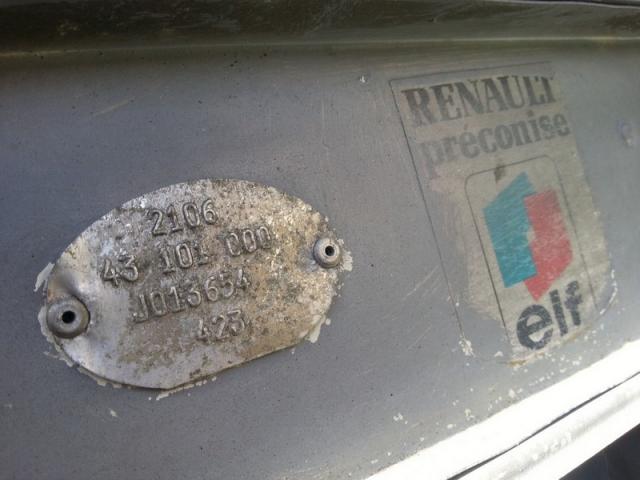 2106
43 101 000
J013654
423
RENAULT
préconise
elf